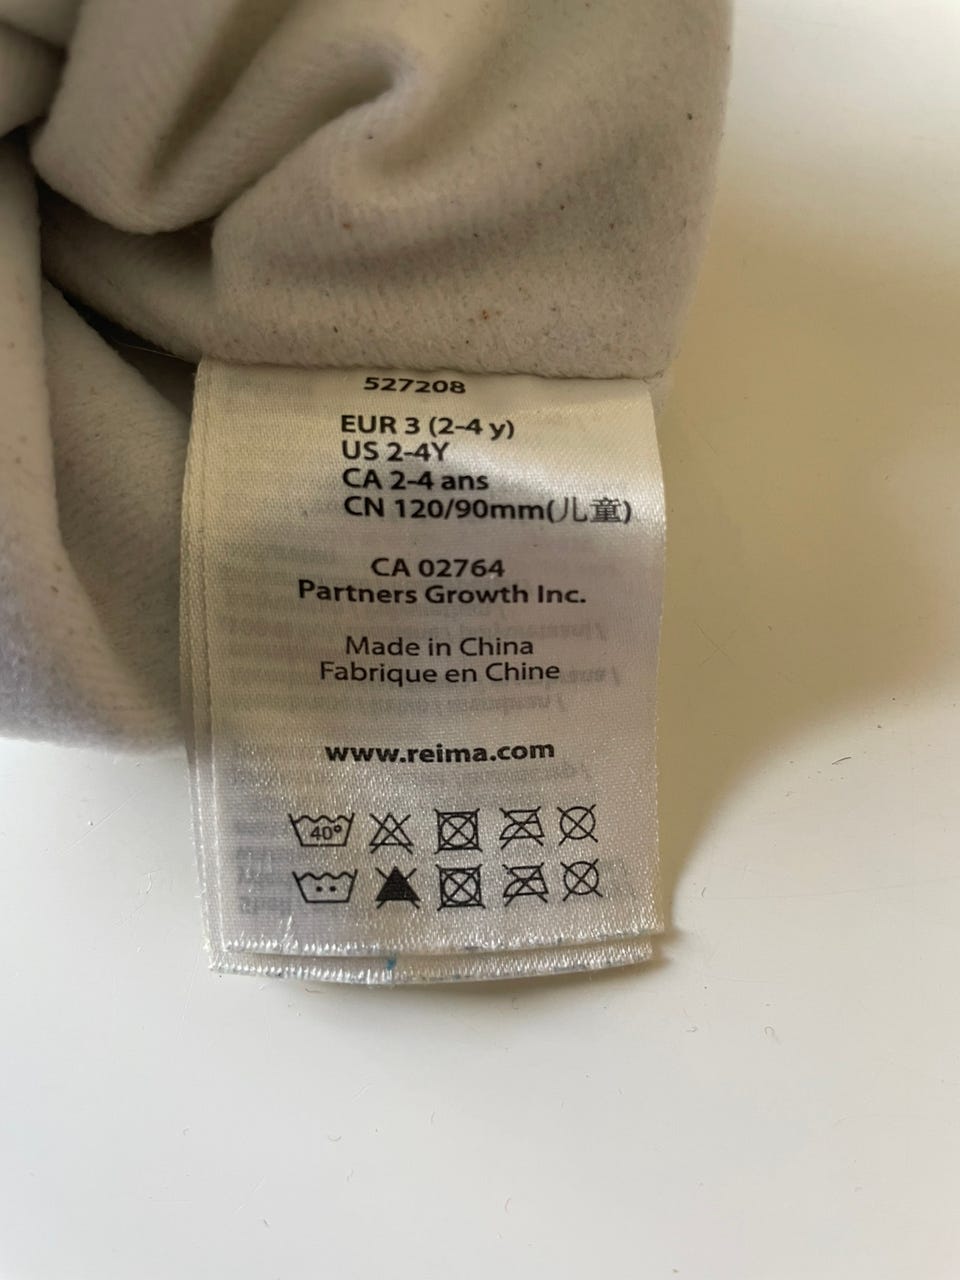 527208
EUR 3 (2-4 y)
US 2-4Y
CA 2-4 ans
CN 120/90mm(儿童)
CA 02764
Partners Growth Inc.
Made in China
Fabrique en Chine
www.reima.com
40°